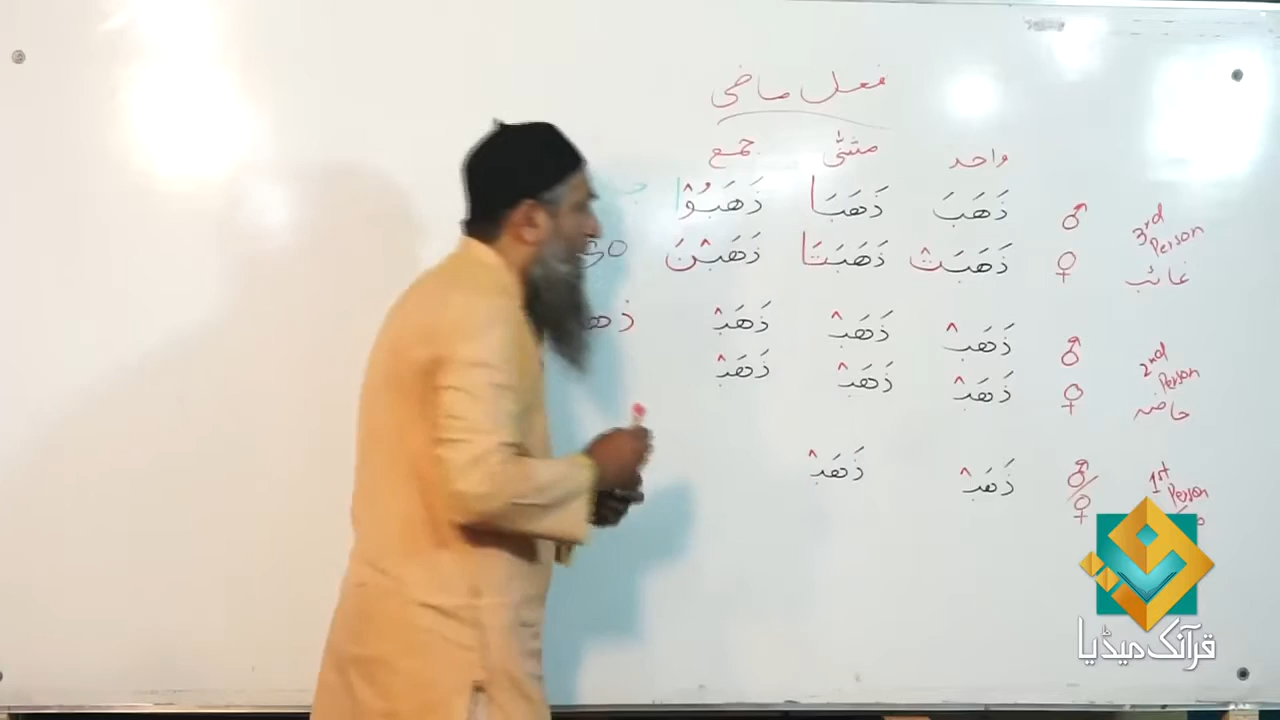 فعل ماضی
واحد مثنّٰی جمع
3rd Person ♂ ذَهَبَ ذَهَبَا ذَهَبُوْا
غائب ♀ ذَهَبَتْ ذَهَبَتَا ذَهَبْنَ
2nd Person ♂ ذَهَبْ ذَهَبْ ذَهَبْ
حاضر ♀ ذَهَبْ ذَهَبْ ذَهَبْ
1st Person ♂/♀ ذَهَبْ ذَهَبْ
قرآنک میڈیا